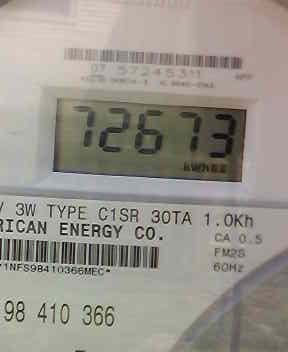 07 57245311
72673
V 3W TYPE C1SR 30TA 1.0Kh
RICAN ENERGY CO.
CA 0.5
FM2S
60Hz
*1NFS98410366MEC*
98 410 366